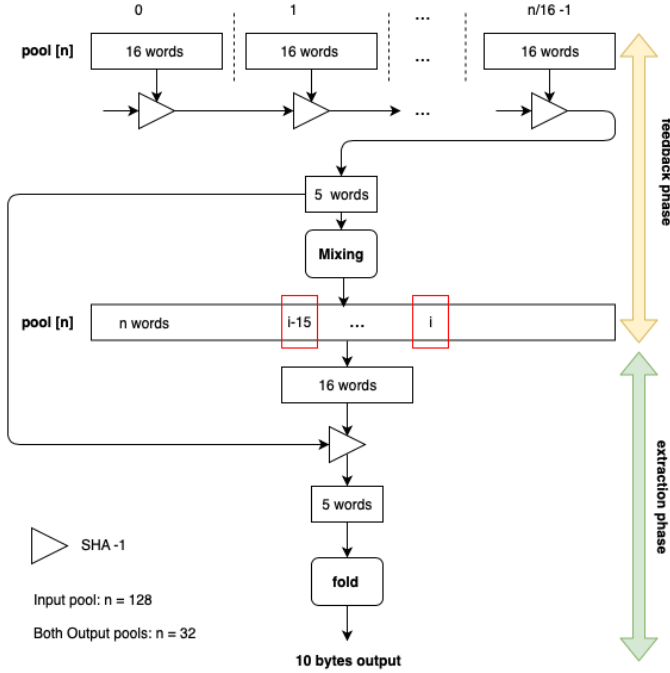 0 1 ... n/16 -1
pool [n] 16 words 16 words ... 16 words
...
5 words
Mixing
pool [n] n words i-15 ... i
16 words
5 words
SHA -1
fold
Input pool: n = 128
Both Output pools: n = 32
10 bytes output
feedback phase
extraction phase